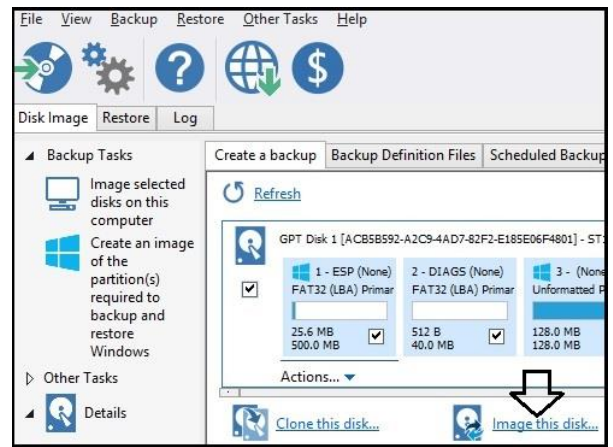 File View Backup Restore Other Tasks Help
Disk Image Restore Log
Backup Tasks
Image selected
disks on this
computer
Create an image
of the
partition(s)
required to
backup and
restore
Windows
Other Tasks
Details
Create a backup Backup Definition Files Scheduled Backup
Refresh
GPT Disk 1 [ACB5B592-A2C9-4AD7-82F2-E185E06F4801] - ST
1 - ESP (None) 2 - DIAGS (None) 3 - (None
FAT32 (LBA) Primar FAT32 (LBA) Primar Unformatted P
25.6 MB 512 B 128.0 MB
500.0 MB 40.0 MB 128.0 MB
Actions...
Clone this disk... Image this disk...